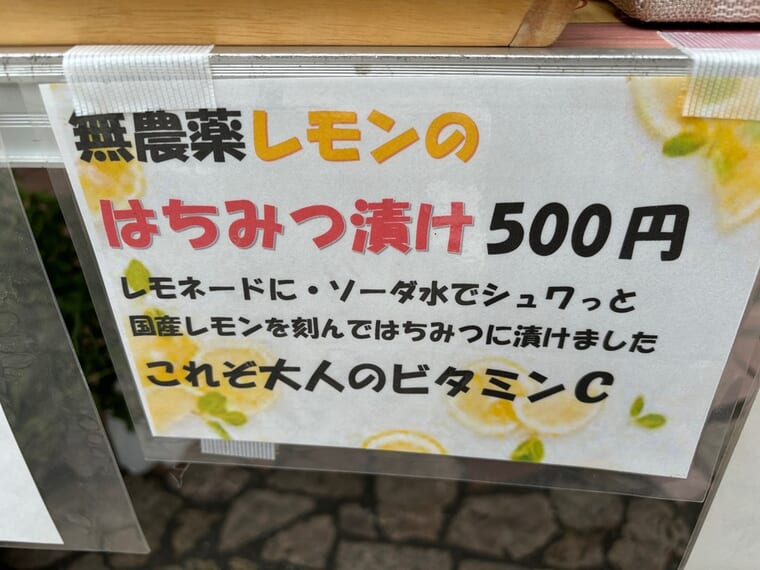 無農薬レモンの
はちみつ漬け 500円
レモネードに・ソーダ水でシュワっと
国産レモンを刻んではちみつに漬けました
これぞ大人のビタミンC